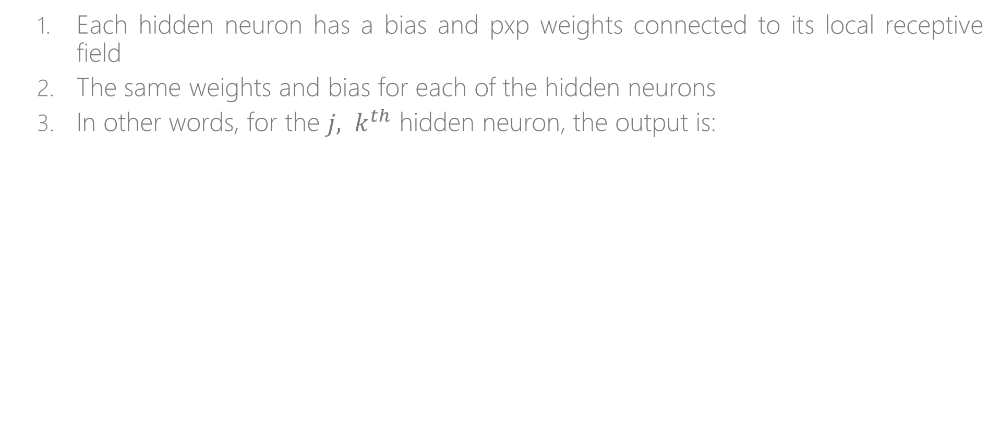 1. Each hidden neuron has a bias and pxp weights connected to its local receptive
field
2. The same weights and bias for each of the hidden neurons
3. In other words, for the j, k^th hidden neuron, the output is: